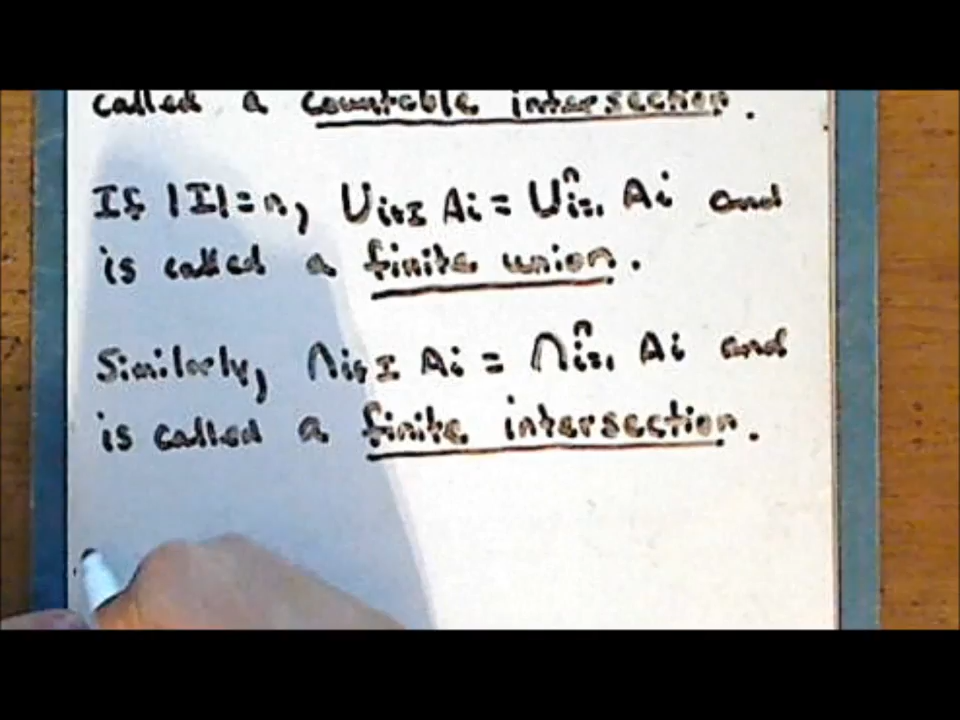 called a countable intersection.
If |I|=n, ∪i∈I Ai = ∪ⁿi=1 Ai and
is called a finite union.
Similarly, ∩i∈I Ai = ∩ⁿi=1 Ai and
is called a finite intersection.